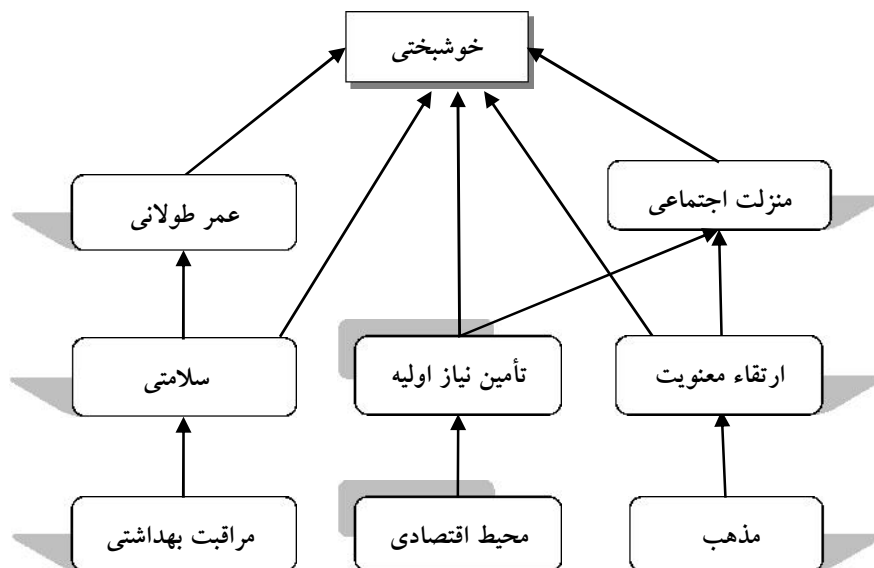 خوشبختی
منزلت اجتماعی
عمر طولانی
ارتقاء معنویت
تأمین نیاز اولیه
سلامتی
مذهب
محیط اقتصادی
مراقبت بهداشتی